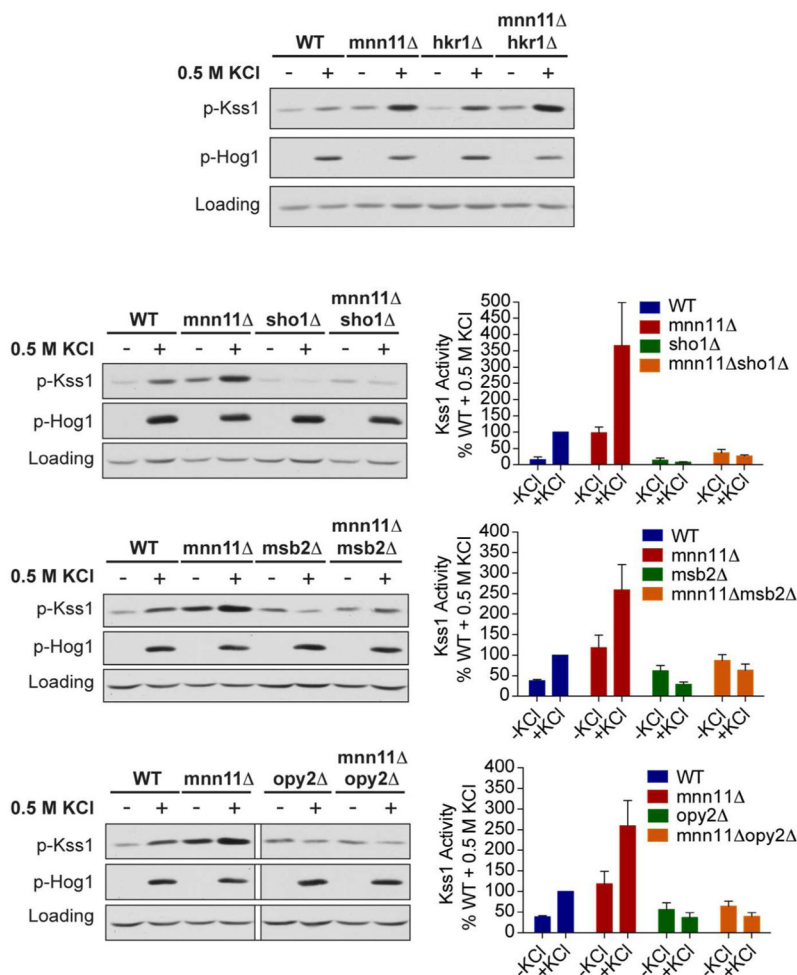 mnn11Δ
WT mnn11Δ hkr1Δ hkr1Δ
0.5 M KCl - + - + - + - +
p-Kss1
p-Hog1
Loading
mnn11Δ
WT mnn11Δ sho1Δ sho1Δ
0.5 M KCl - + - + - + - +
p-Kss1
p-Hog1
Loading
Kss1 Activity
% WT + 0.5 M KCl
500
450
400
350
300
250
200
150
100
50
0
WT
mnn11Δ
sho1Δ
mnn11Δsho1Δ
-KCl +KCl -KCl +KCl -KCl +KCl -KCl +KCl
mnn11Δ
WT mnn11Δ msb2Δ msb2Δ
0.5 M KCl - + - + - + - +
p-Kss1
p-Hog1
Loading
Kss1 Activity
% WT + 0.5 M KCl
400
350
300
250
200
150
100
50
0
WT
mnn11Δ
msb2Δ
mnn11Δmsb2Δ
-KCl +KCl -KCl +KCl -KCl +KCl -KCl +KCl
mnn11Δ
WT mnn11Δ opy2Δ opy2Δ
0.5 M KCl - + - + - + - +
p-Kss1
p-Hog1
Loading
Kss1 Activity
% WT + 0.5 M KCl
400
350
300
250
200
150
100
50
0
WT
mnn11Δ
opy2Δ
mnn11Δopy2Δ
-KCl +KCl -KCl +KCl -KCl +KCl -KCl +KCl